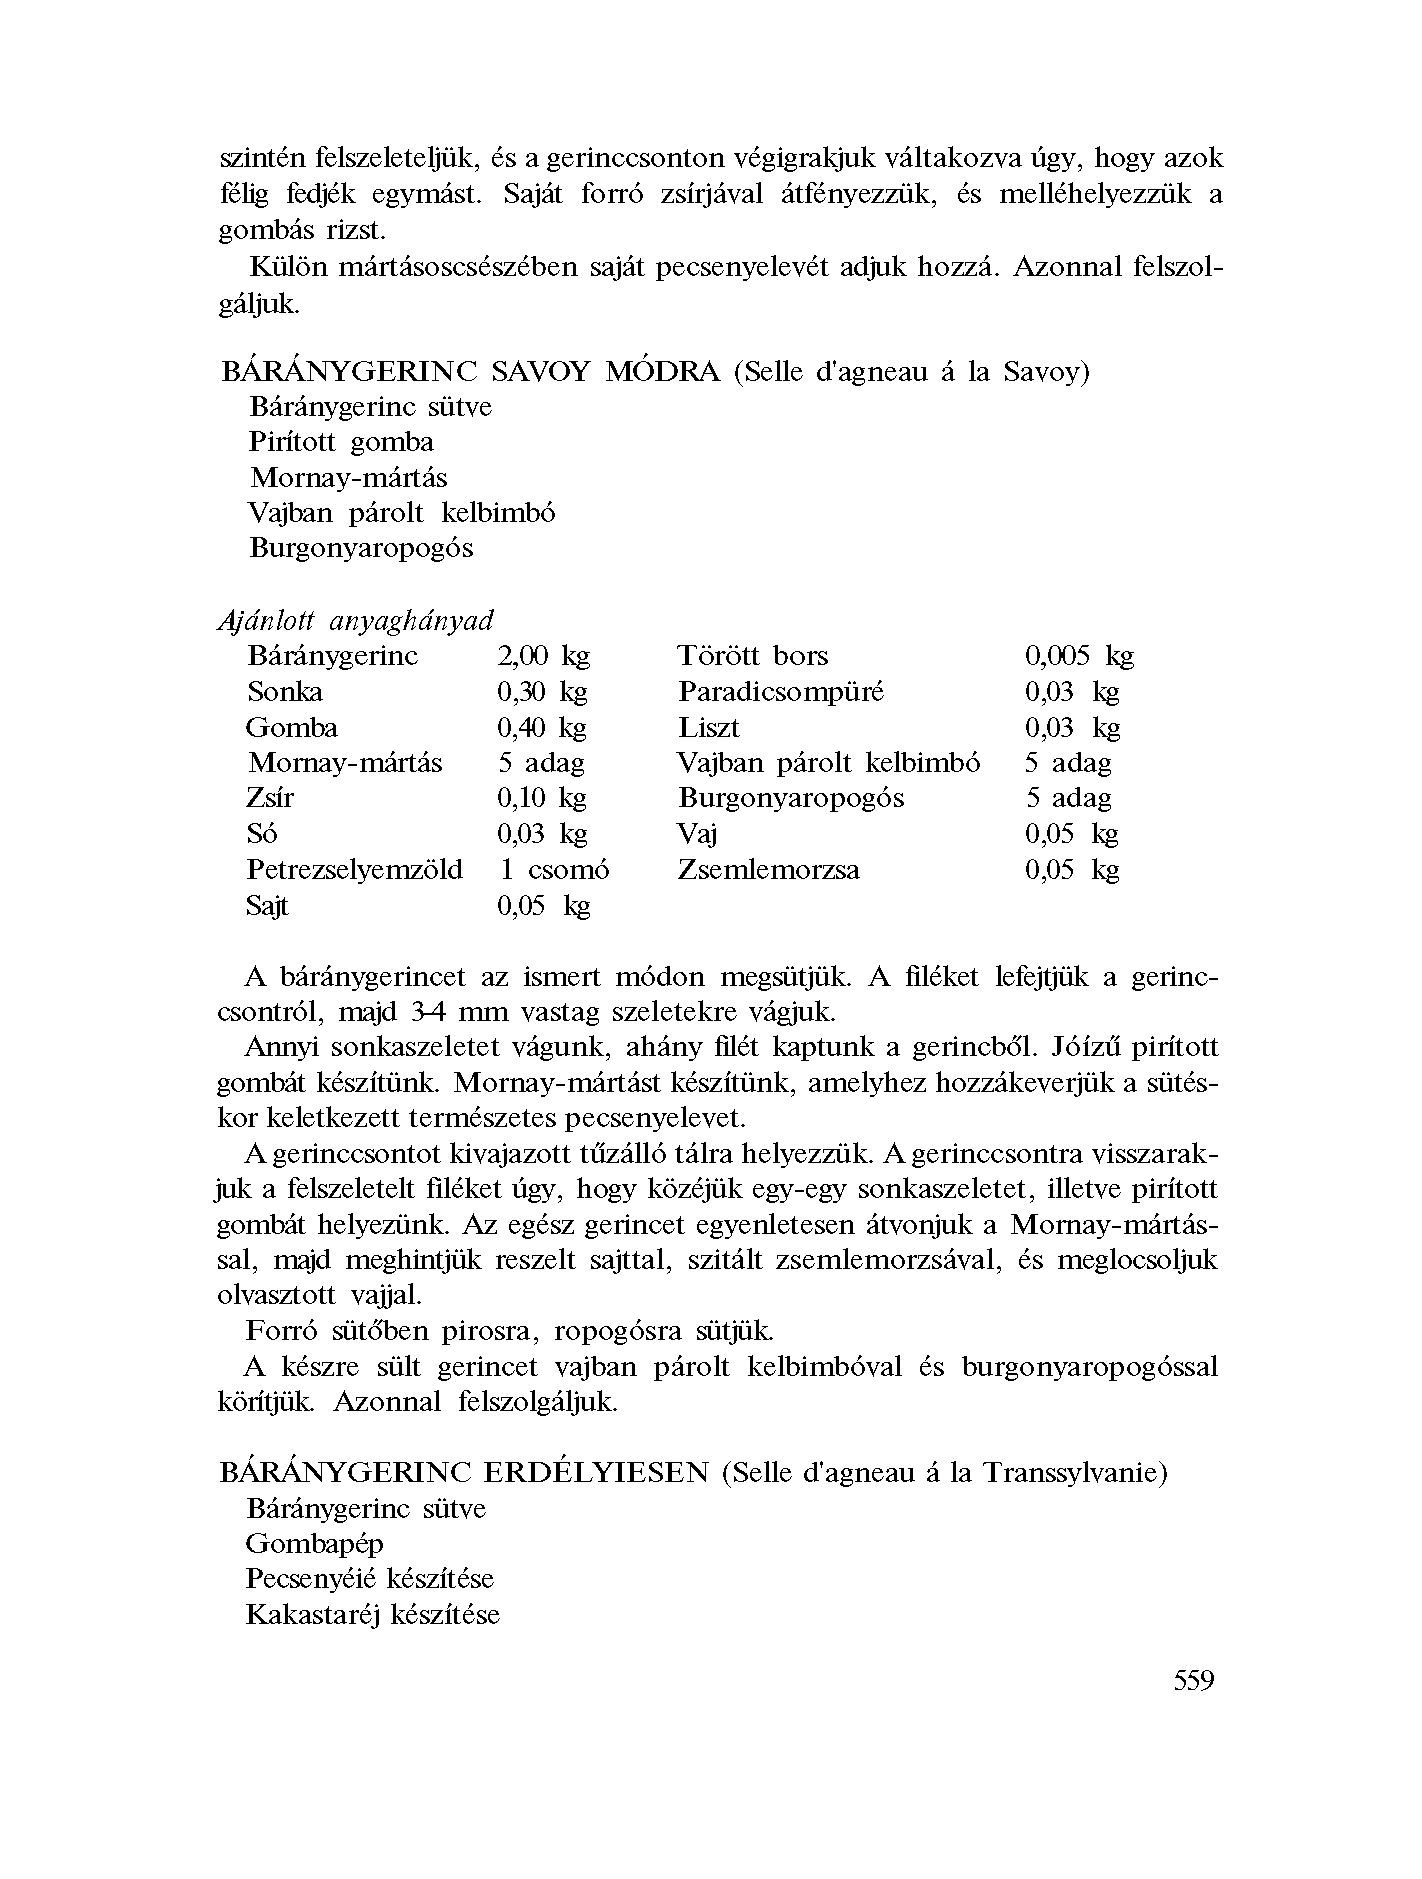 szintén felszeleteljük, és a gerinccsonton végigrakjuk váltakozva úgy, hogy azok
félig fedjék egymást. Saját forró zsírjával átfényezzük, és melléhelyezzük a
gombás rizst.
Külön mártásoscsészében saját pecsenyelevét adjuk hozzá. Azonnal felszol-
gáljuk.
BÁRÁNYGERINC SAVOY MÓDRA (Selle d'agneau á la Savoy)
Báránygerinc sütve
Pirított gomba
Mornay-mártás
Vajban párolt kelbimbó
Burgonyaropogós
Ajánlott anyaghányad
Báránygerinc 2,00 kg Törött bors 0,005 kg
Sonka 0,30 kg Paradicsompüré 0,03 kg
Gomba 0,40 kg Liszt 0,03 kg
Mornay-mártás 5 adag Vajban párolt kelbimbó 5 adag
Zsír 0,10 kg Burgonyaropogós 5 adag
Só 0,03 kg Vaj 0,05 kg
Petrezselyemzöld 1 csomó Zsemlemorzsa 0,05 kg
Sajt 0,05 kg
A báránygerincet az ismert módon megsütjük. A filéket lefejtjük a gerinc-
csontról, majd 3-4 mm vastag szeletekre vágjuk.
Annyi sonkaszeletet vágunk, ahány filét kaptunk a gerincből. Jóízű pirított
gombát készítünk. Mornay-mártást készítünk, amelyhez hozzákeverjük a sütés-
kor keletkezett természetes pecsenyelevet.
A gerinccsontot kivajazott tűzálló tálra helyezzük. A gerinccsontra visszarak-
juk a felszeletelt filéket úgy, hogy közéjük egy-egy sonkaszeletet, illetve pirított
gombát helyezünk. Az egész gerincet egyenletesen átvonjuk a Mornay-mártás-
sal, majd meghintjük reszelt sajttal, szitált zsemlemorzsával, és meglocsoljuk
olvasztott vajjal.
Forró sütőben pirosra, ropogósra sütjük.
A készre sült gerincet vajban párolt kelbimbóval és burgonyaropogóssal
körítjük. Azonnal felszolgáljuk.
BÁRÁNYGERINC ERDÉLYIESEN (Selle d'agneau á la Transsylvanie)
Báránygerinc sütve
Gombapép
Pecsenyéié készítése
Kakastaréj készítése
559